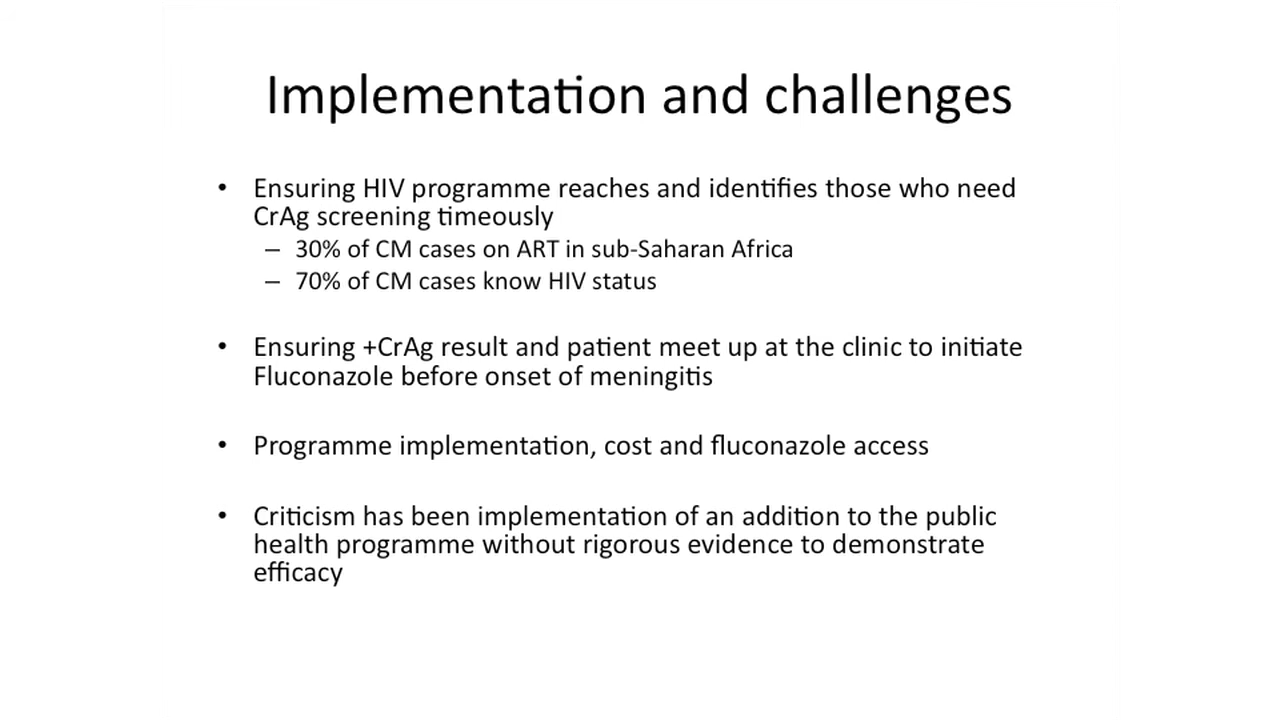 Implementation and challenges
• Ensuring HIV programme reaches and identifies those who need
CrAg screening timeously
– 30% of CM cases on ART in sub-Saharan Africa
– 70% of CM cases know HIV status
• Ensuring +CrAg result and patient meet up at the clinic to initiate
Fluconazole before onset of meningitis
• Programme implementation, cost and fluconazole access
• Criticism has been implementation of an addition to the public
health programme without rigorous evidence to demonstrate
efficacy